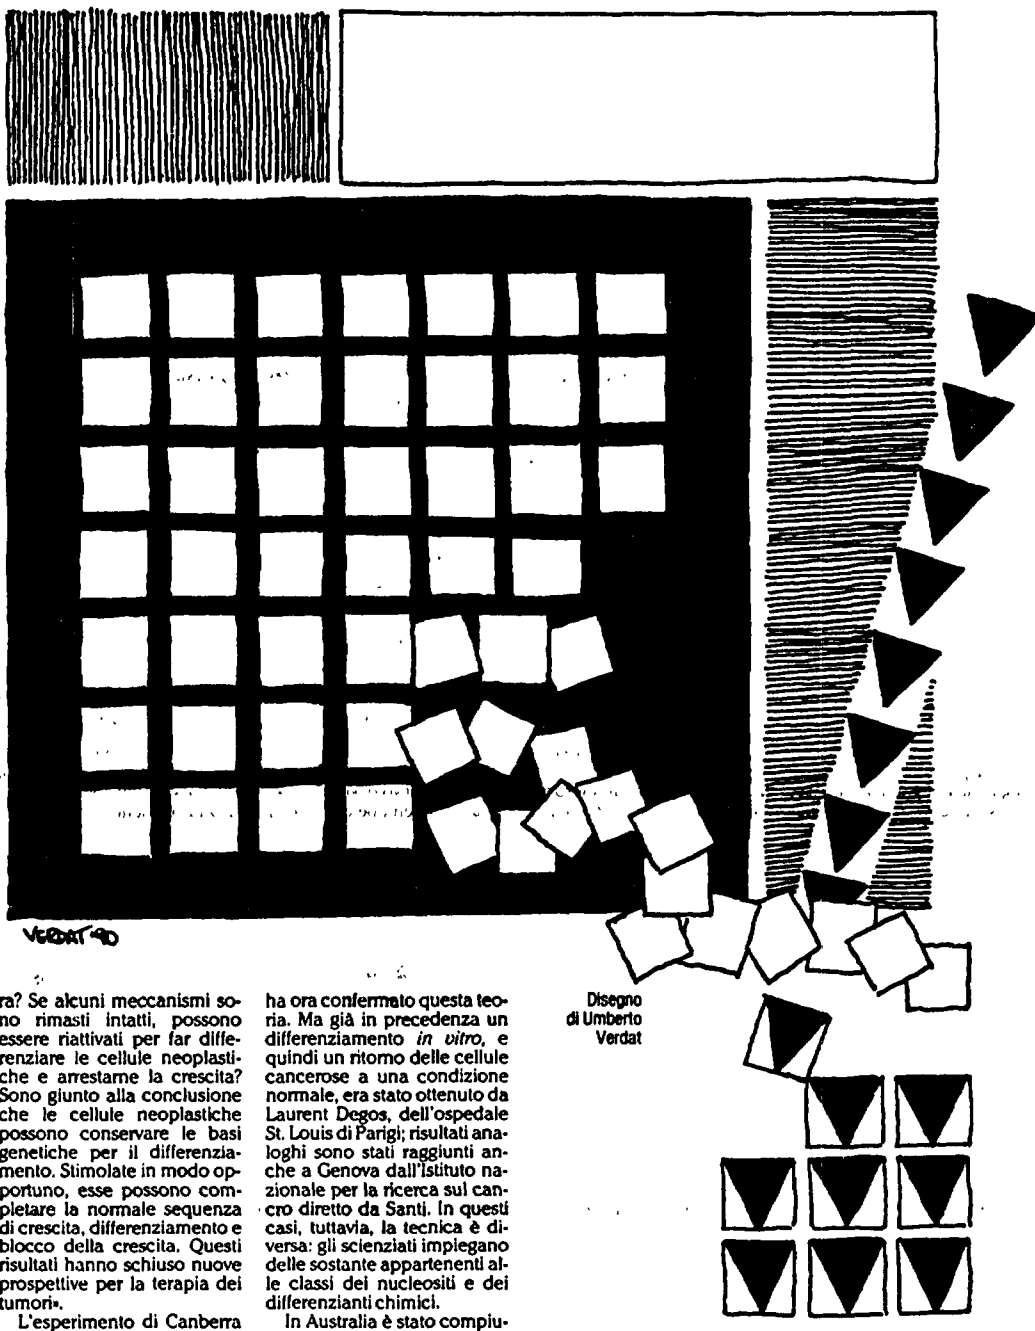 VERDAT '90
ra? Se alcuni meccanismi so-
no rimasti intatti, possono
essere riattivati per far diffe-
renziare le cellule neoplasti-
che e arrestarne la crescita?
Sono giunto alla conclusione
che le cellule neoplastiche
possono conservare le basi
genetiche per il differenzia-
mento. Stimolate in modo op-
portuno, esse possono com-
pletare la normale sequenza
di crescita, differenziamento e
blocco della crescita. Questi
risultati hanno schiuso nuove
prospettive per la terapia dei
tumori».
L'esperimento di Canberra
ha ora confermato questa teo-
ria. Ma già in precedenza un
differenziamento in vitro, e
quindi un ritorno delle cellule
cancerose a una condizione
normale, era stato ottenuto da
Laurent Degos, dell'ospedale
St. Louis di Parigi; risultati ana-
loghi sono stati raggiunti an-
che a Genova dall'Istituto na-
zionale per la ricerca sul can-
cro diretto da Santi. In questi
casi, tuttavia, la tecnica è di-
versa: gli scienziati impiegano
delle sostante appartenenti al-
le classi dei nucleositi e dei
differenzianti chimici.
In Australia è stato compiu-
Disegno
di Umberto
Verdat